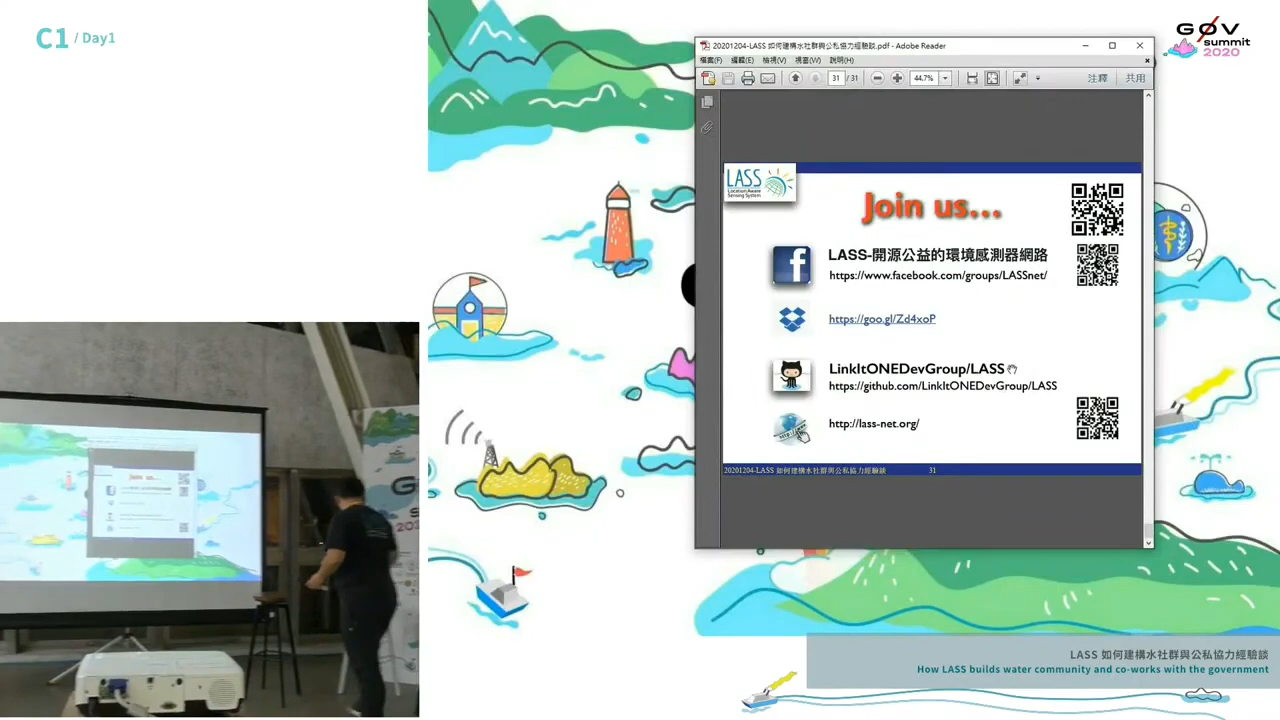 C1 / Day1
GØV
summit
2020
20201204-LASS 如何建構水社群與公私協力經驗談.pdf - Adobe Reader
檔案(F) 編輯(E) 檢視(V) 視窗(W) 說明(H)
31 / 31 44.7% 注釋 共用
LASS
Location Aware
Sensing System
Join us...
LASS-開源公益的環境感測器網路
https://www.facebook.com/groups/LASSnet/
https://goo.gl/Zd4xoP
LinkItONEDevGroup/LASS
https://github.com/LinkItONEDevGroup/LASS
http://lass-net.org/
20201204-LASS 如何建構水社群與公私協力經驗談 31
Join us...
LASS 如何建構水社群與公私協力經驗談
How LASS builds water community and co-works with the government